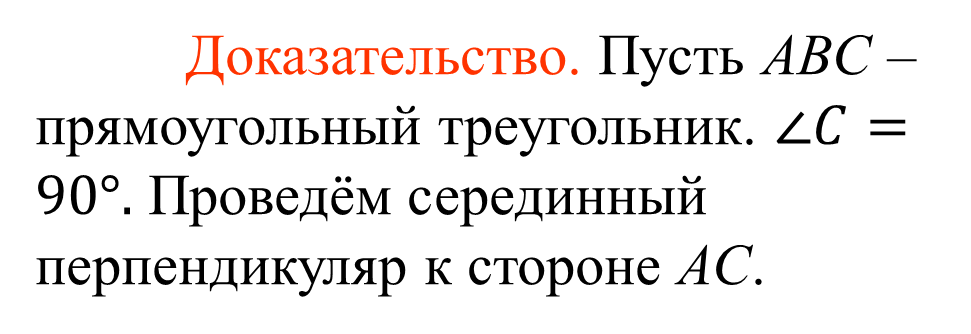 Доказательство. Пусть ABC –
прямоугольный треугольник. ∠C =
90°. Проведём серединный
перпендикуляр к стороне AC.